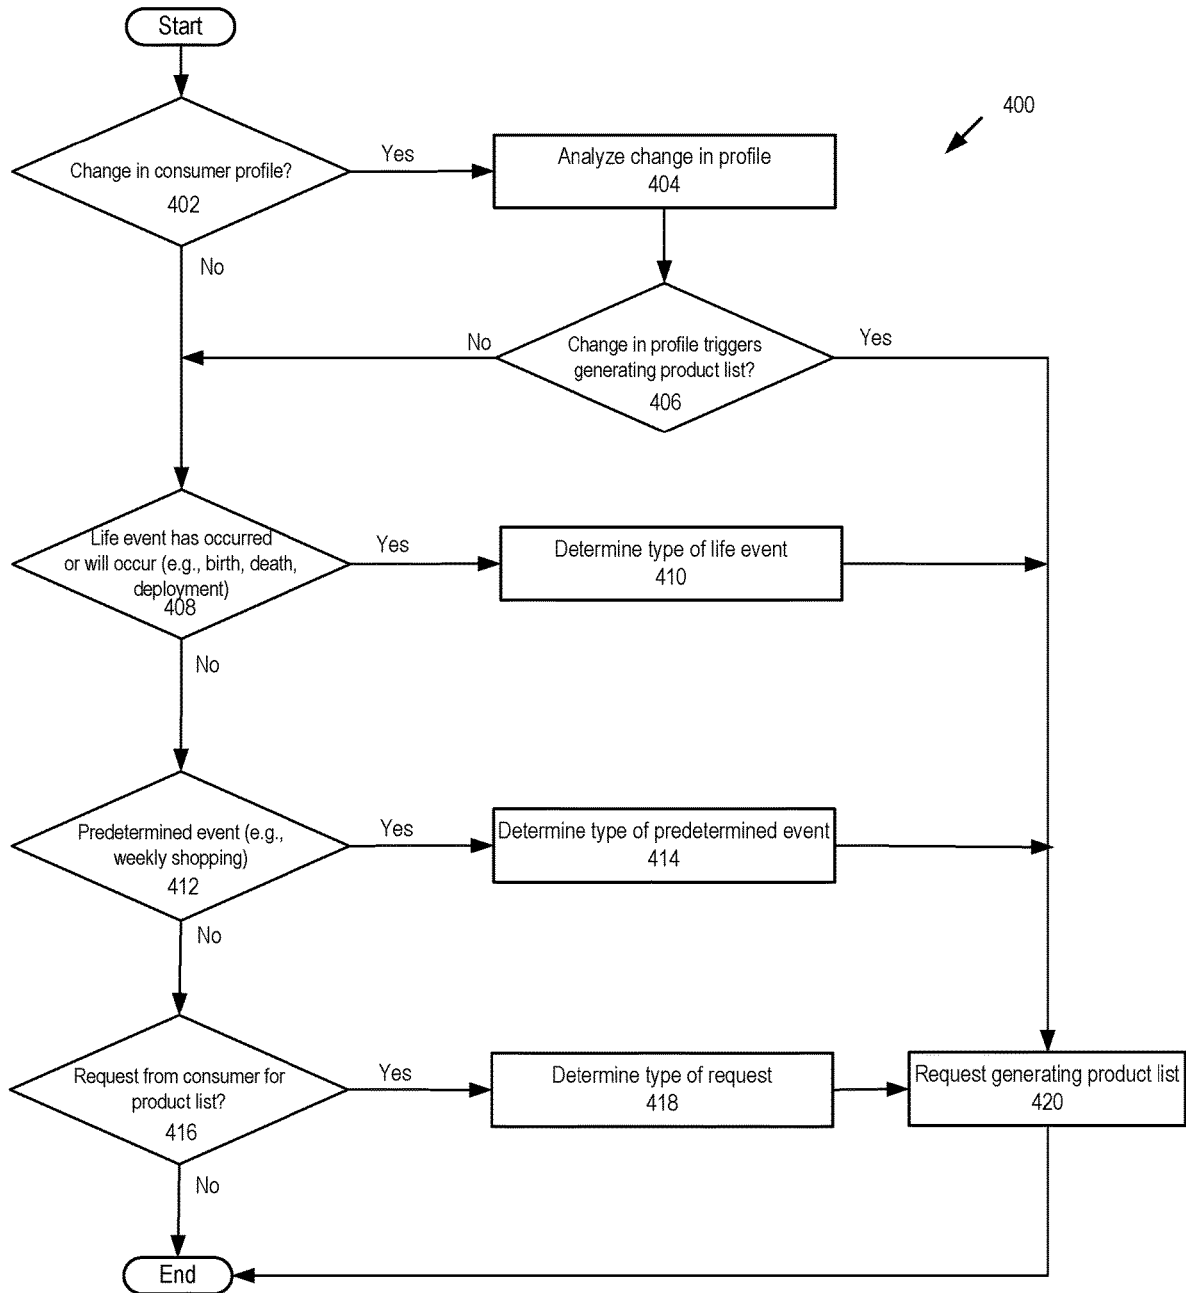 Start
400
Change in consumer profile?
402
Yes
Analyze change in profile
404
No
No
Change in profile triggers
generating product list?
406
Yes
Life event has occurred
or will occur (e.g., birth, death,
deployment)
408
Yes
Determine type of life event
410
No
Predetermined event (e.g.,
weekly shopping)
412
Yes
Determine type of predetermined event
414
No
Request from consumer for
product list?
416
Yes
Determine type of request
418
Request generating product list
420
No
End